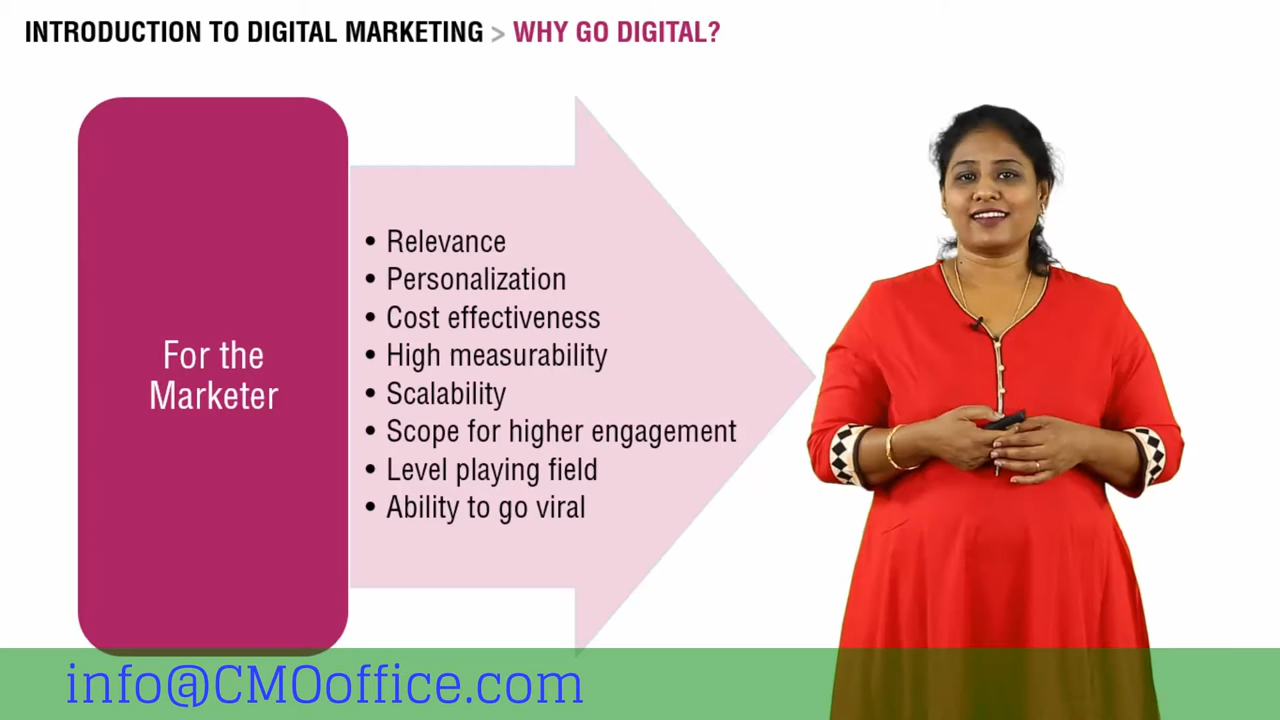 INTRODUCTION TO DIGITAL MARKETING > WHY GO DIGITAL?
For the
Marketer
• Relevance
• Personalization
• Cost effectiveness
• High measurability
• Scalability
• Scope for higher engagement
• Level playing field
• Ability to go viral
info@CMOoffice.com